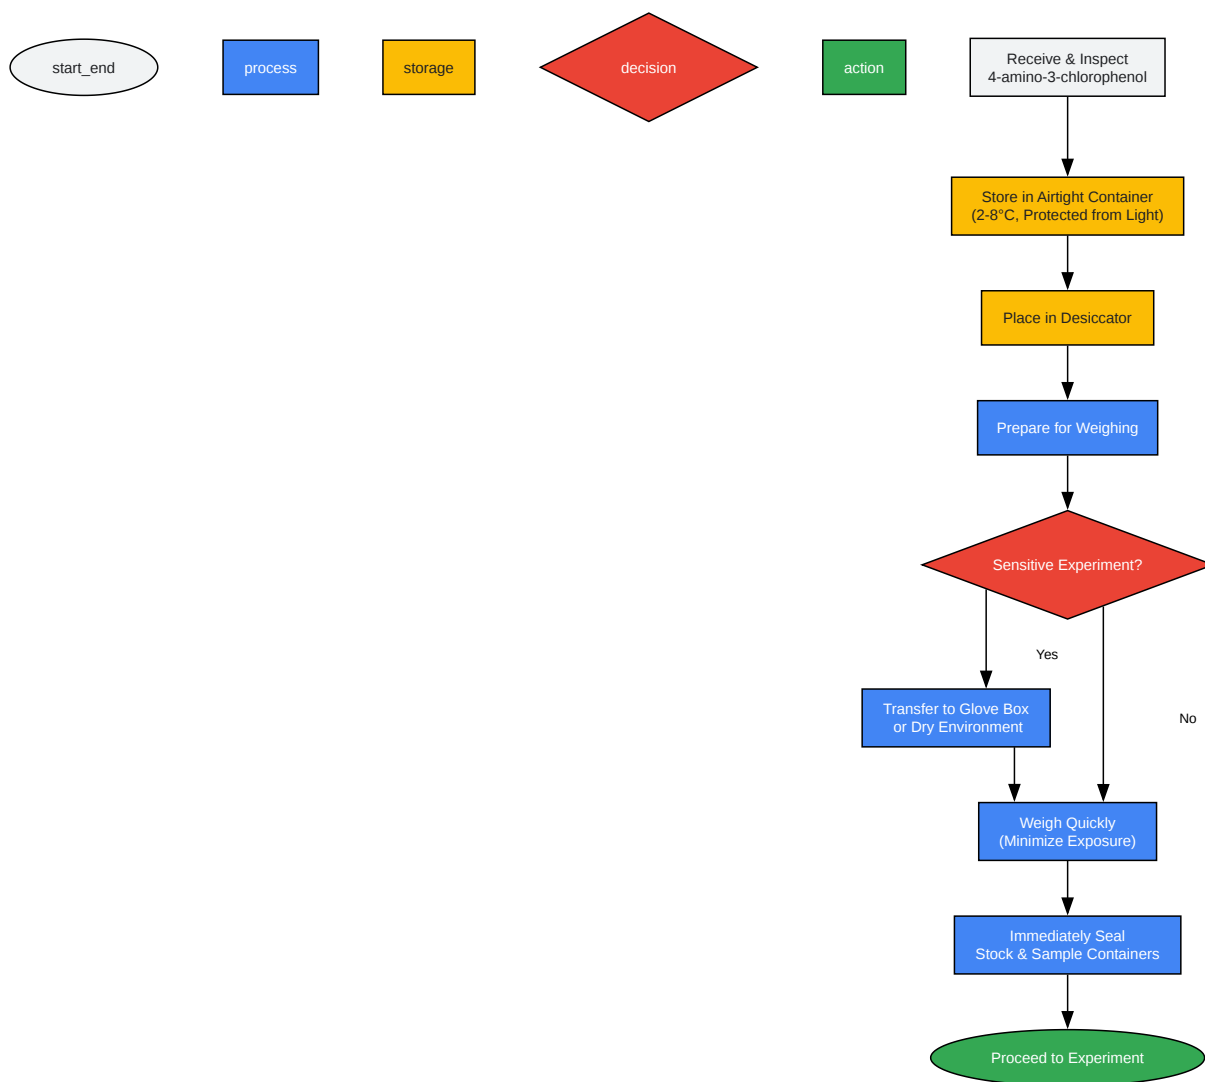 start_end
process
storage
decision
action
Receive & Inspect
4-amino-3-chlorophenol
Store in Airtight Container
(2-8°C, Protected from Light)
Place in Desiccator
Prepare for Weighing
Sensitive Experiment?
Yes
Transfer to Glove Box
or Dry Environment
No
Weigh Quickly
(Minimize Exposure)
Immediately Seal
Stock & Sample Containers
Proceed to Experiment